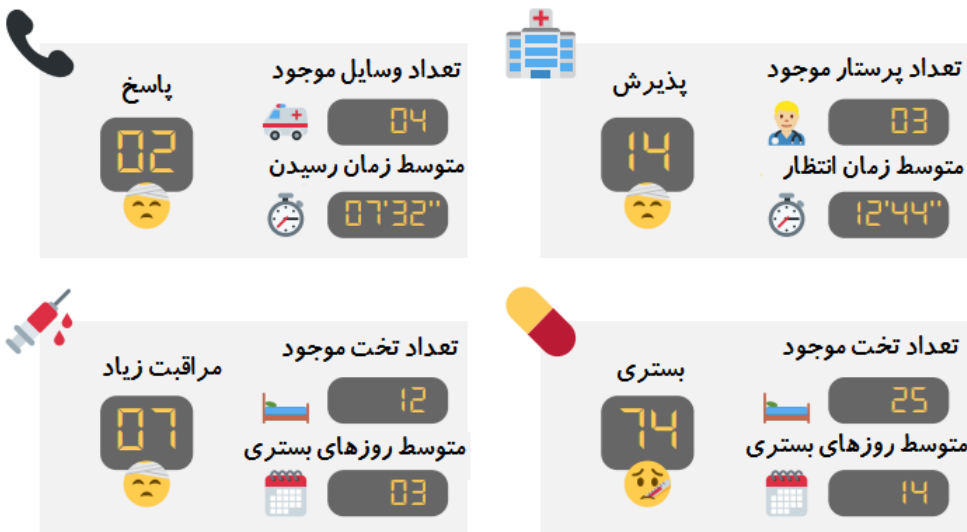 تعداد پرستار موجود
پذیرش
03
14
متوسط زمان انتظار
12'44"
تعداد وسایل موجود
پاسخ
04
02
متوسط زمان رسیدن
07'32"
تعداد تخت موجود
بستری
25
74
متوسط روزهای بستری
14
تعداد تخت موجود
مراقبت زیاد
12
07
متوسط روزهای بستری
03